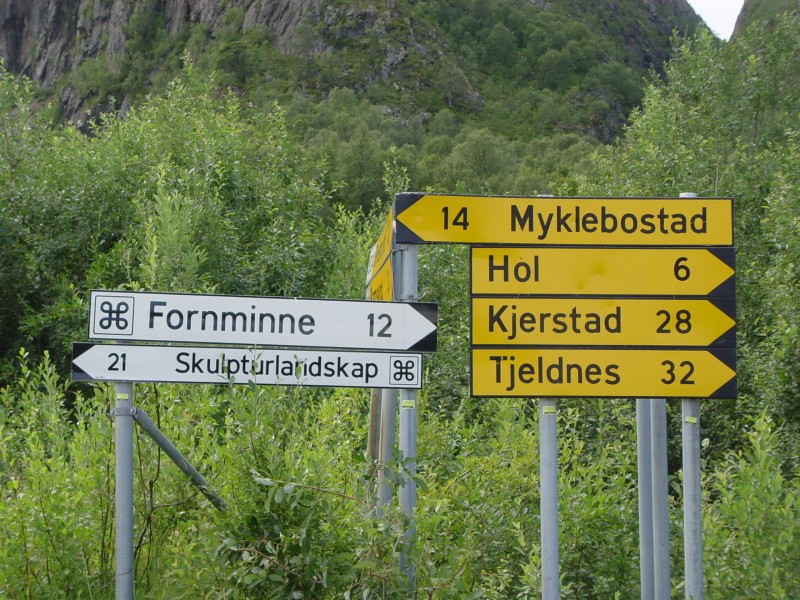 14 Myklebostad
Hol 6
Kjerstad 28
Tjeldnes 32
Fornminne 12
21 Skulpturlandskap